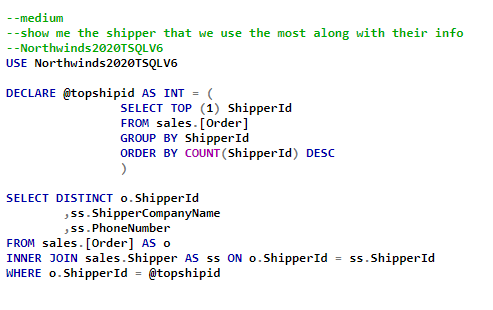 --medium
--show me the shipper that we use the most along with their info
--Northwinds2020TSQLV6
USE Northwinds2020TSQLV6
DECLARE @topshipid AS INT = (
SELECT TOP (1) ShipperId
FROM sales.[Order]
GROUP BY ShipperId
ORDER BY COUNT(ShipperId) DESC
)
SELECT DISTINCT o.ShipperId
,ss.ShipperCompanyName
,ss.PhoneNumber
FROM sales.[Order] AS o
INNER JOIN sales.Shipper AS ss ON o.ShipperId = ss.ShipperId
WHERE o.ShipperId = @topshipid